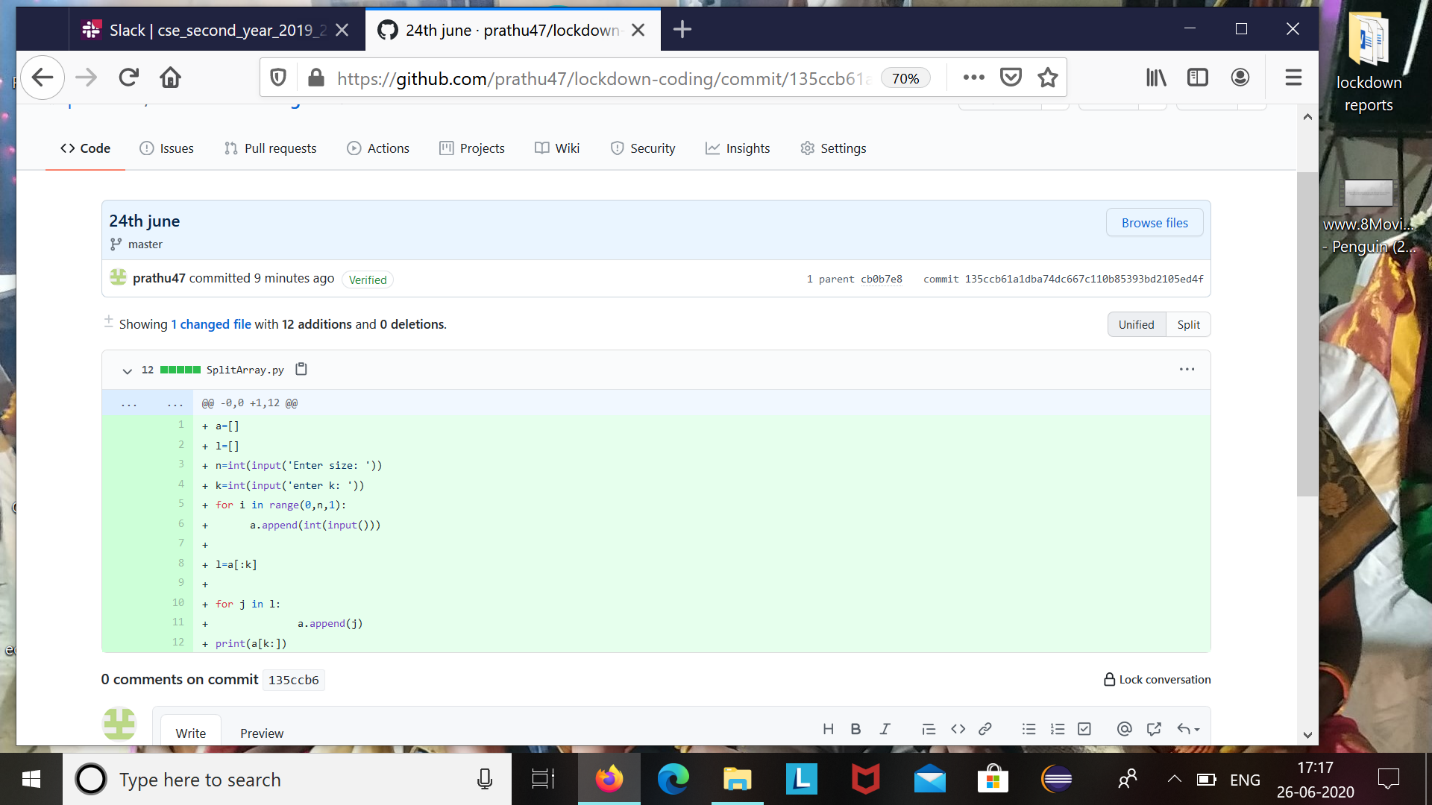 Slack | cse_second_year_2019_2
24th june · prathu47/lockdown-
https://github.com/prathu47/lockdown-coding/commit/135ccb61a
70%
lockdown
reports
Code
Issues
Pull requests
Actions
Projects
Wiki
Security
Insights
Settings
www.8Movi...
- Penguin (2...
24th june
Browse files
master
prathu47 committed 9 minutes ago Verified
1 parent cb0b7e8 commit 135ccb61a1dba74dc667c110b85393bd2105ed4f
Showing 1 changed file with 12 additions and 0 deletions.
Unified Split
12 SplitArray.py
... ... @@ -0,0 +1,12 @@
1 + a=[]
2 + l=[]
3 + n=int(input('Enter size: '))
4 + k=int(input('enter k: '))
5 + for i in range(0,n,1):
6 + a.append(int(input()))
7 +
8 + l=a[:k]
9 +
10 + for j in l:
11 + a.append(j)
12 + print(a[k:])
0 comments on commit 135ccb6
Lock conversation
Write Preview
Type here to search
ENG
17:17
26-06-2020